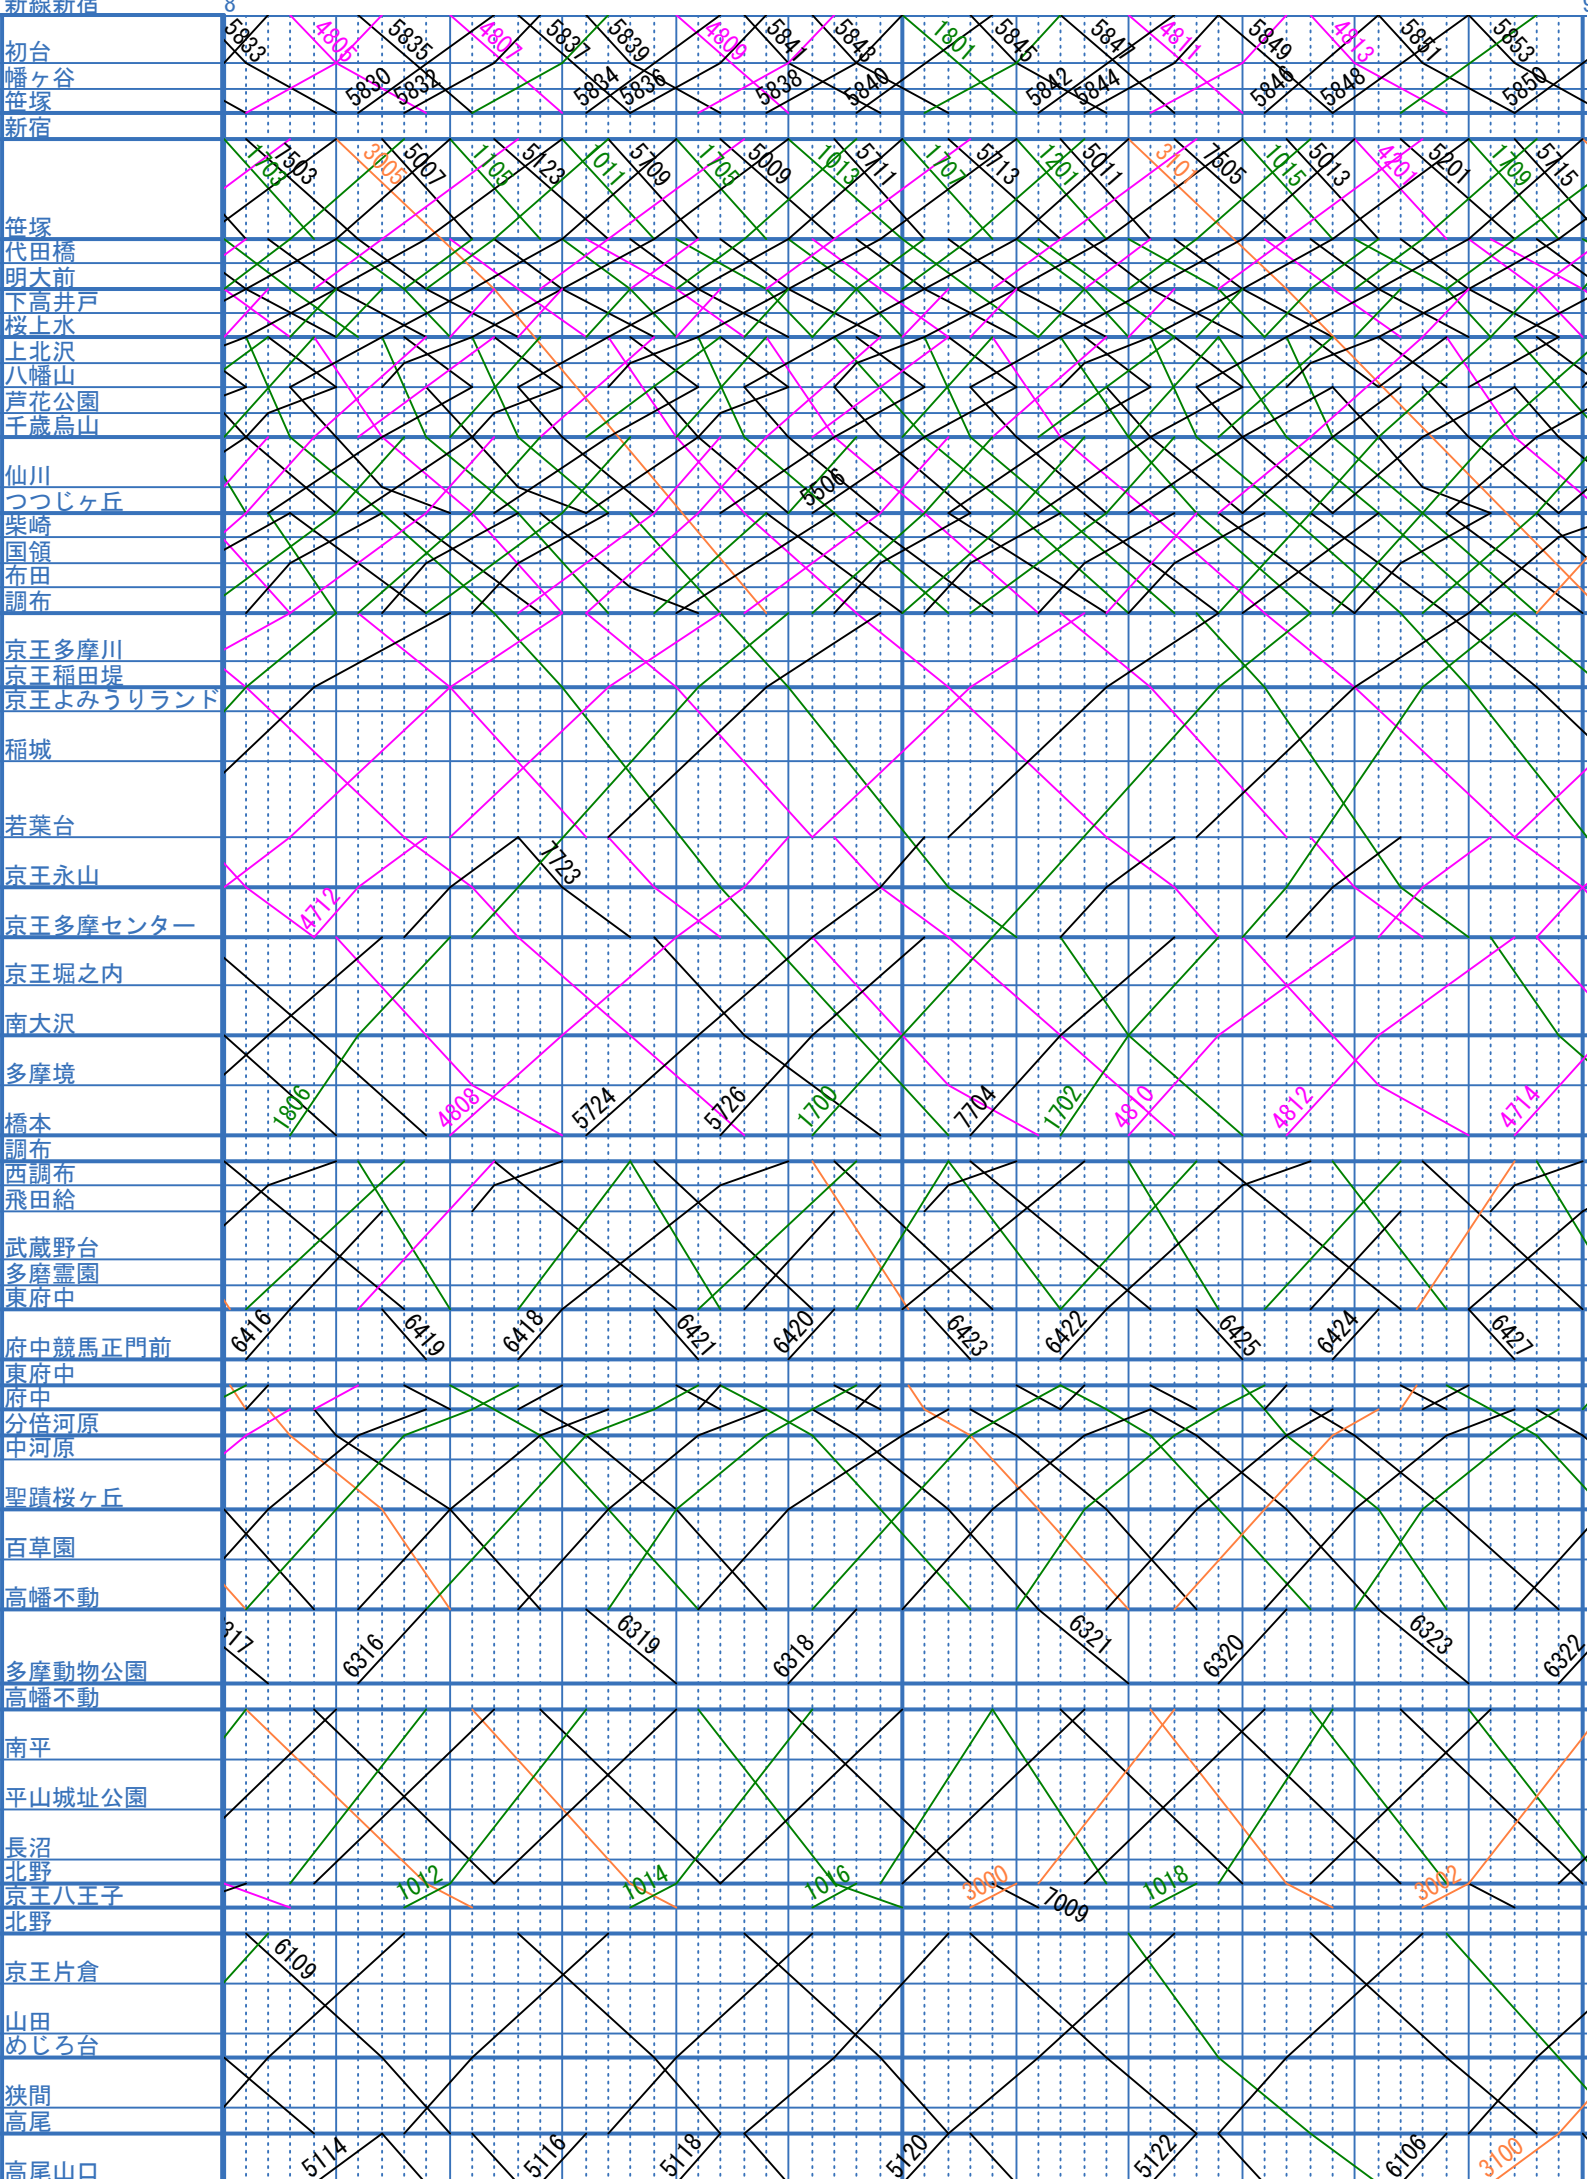 新線新宿 8
5833 4805 5835 4807 5837 5839 4809 5841 5843 1801 5845 5847 4811 5849 4813 5851 5853
初台
幡ヶ谷
5830 5832 5834 5836 5838 5840 5842 5844 5846 5848 5850
笹塚
新宿
1703 7503 3005 5007 1105 5123 1011 5709 1705 5009 1013 5711 1707 5713 1201 5011 3101 7505 1015 5013 4201 5201 1709 5715
笹塚
代田橋
明大前
下高井戸
桜上水
上北沢
八幡山
芦花公園
千歳烏山
仙川
5506
つつじヶ丘
柴崎
国領
布田
調布
京王多摩川
京王稲田堤
京王よみうりランド
稲城
若葉台
7723
京王永山
4712
京王多摩センター
京王堀之内
南大沢
多摩境
1806 4808 5724 5726 1700 7704 1702 4810 4812 4714
橋本
調布
西調布
飛田給
武蔵野台
多磨霊園
東府中
6416 6419 6418 6421 6420 6423 6422 6425 6424 6427
府中競馬正門前
東府中
府中
分倍河原
中河原
聖蹟桜ヶ丘
百草園
高幡不動
317 6316 6319 6318 6321 6320 6323 6322
多摩動物公園
高幡不動
南平
平山城址公園
長沼
北野
1012 1014 1016 3000 7009 1018 3002
京王八王子
北野
6109
京王片倉
山田
めじろ台
狭間
高尾
5114 5116 5118 5120 5122 6106 3100
高尾山口